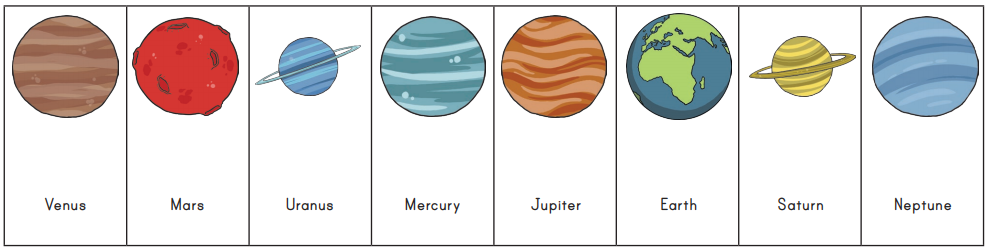 Venus
Mars
Uranus
Mercury
Jupiter
Earth
Saturn
Neptune